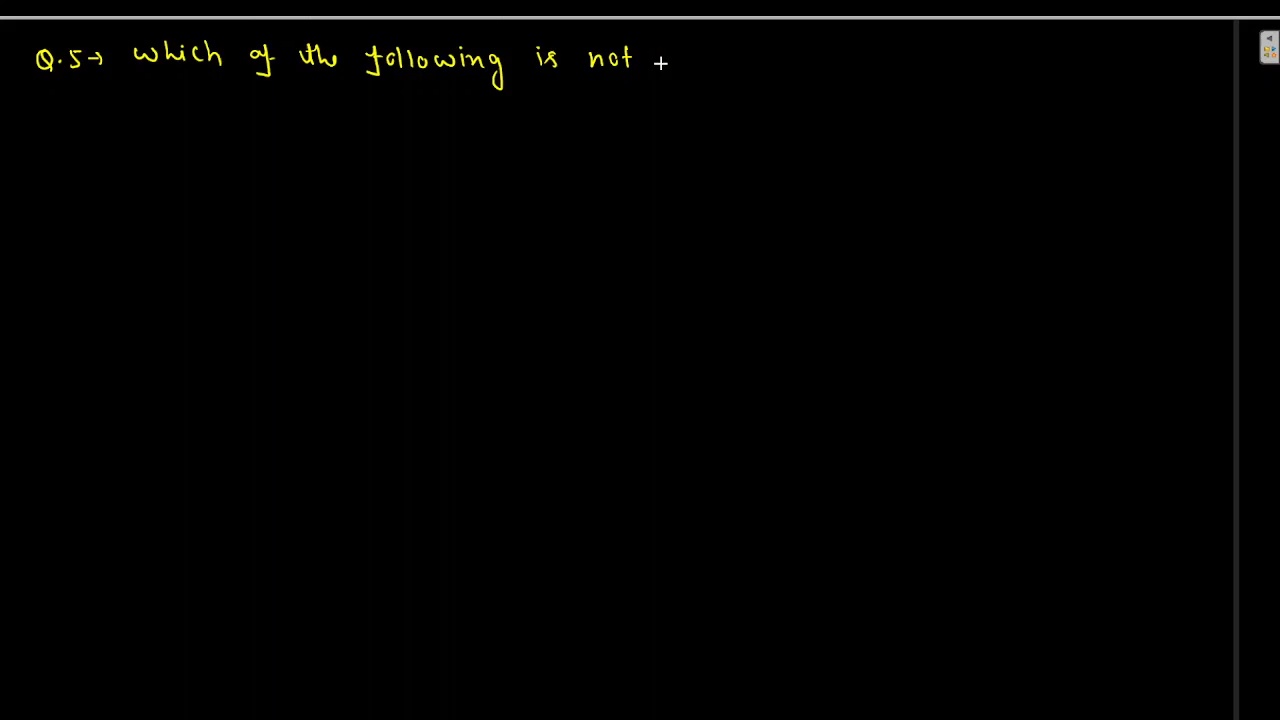 Q.5→ which of the following is not